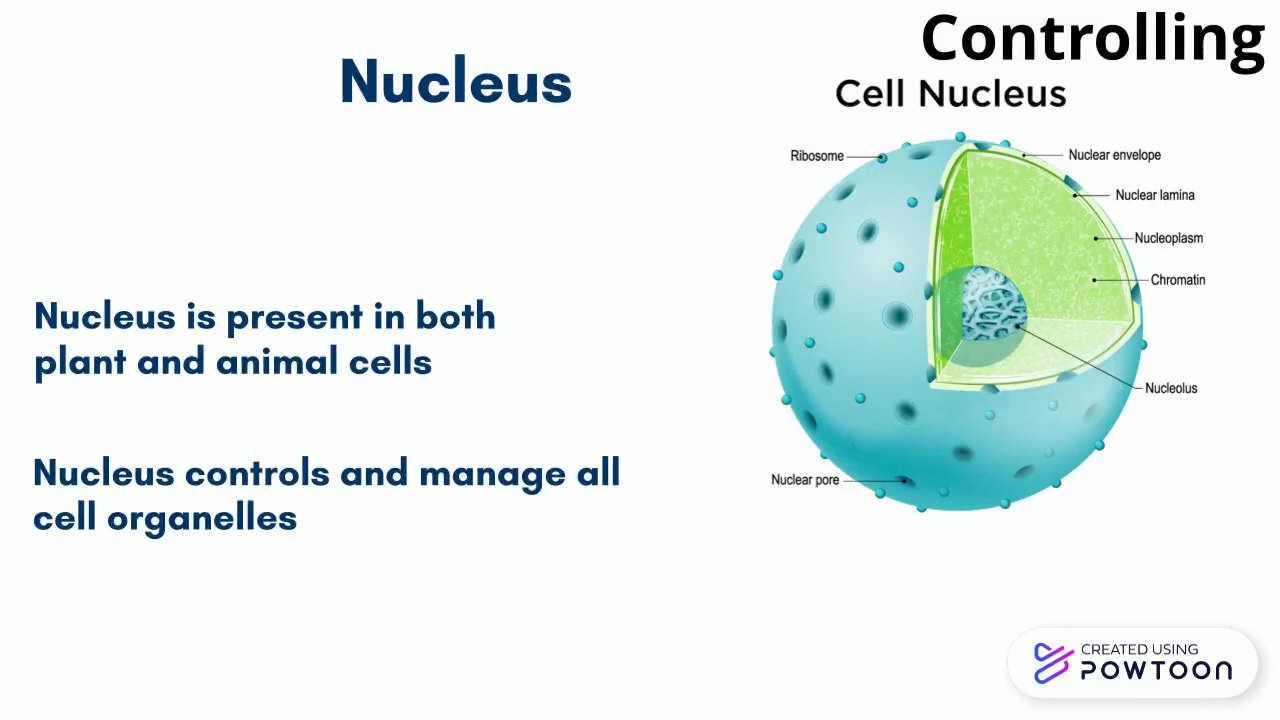 Controlling
Nucleus
Cell Nucleus
Ribosome
Nuclear envelope
Nuclear lamina
Nucleoplasm
Chromatin
Nucleolus
Nuclear pore
Nucleus is present in both
plant and animal cells
Nucleus controls and manage all
cell organelles
CREATED USING
POWTOON